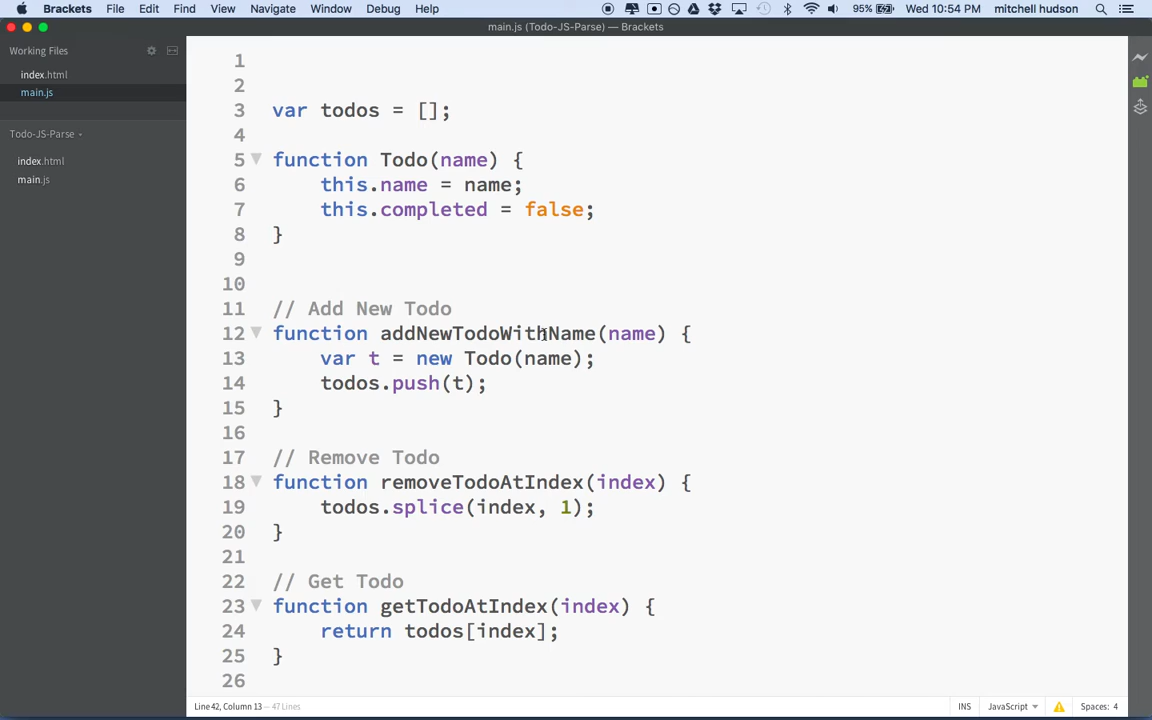 Brackets File Edit Find View Navigate Window Debug Help 95% Wed 10:54 PM mitchell hudson
main.js (Todo-JS-Parse) — Brackets
Working Files
index.html
main.js
Todo-JS-Parse
index.html
main.js
1
2
3 var todos = [];
4
5 function Todo(name) {
6 this.name = name;
7 this.completed = false;
8 }
9
10
11 // Add New Todo
12 function addNewTodoWithName(name) {
13 var t = new Todo(name);
14 todos.push(t);
15 }
16
17 // Remove Todo
18 function removeTodoAtIndex(index) {
19 todos.splice(index, 1);
20 }
21
22 // Get Todo
23 function getTodoAtIndex(index) {
24 return todos[index];
25 }
26
Line 42, Column 13 — 47 Lines INS JavaScript Spaces: 4